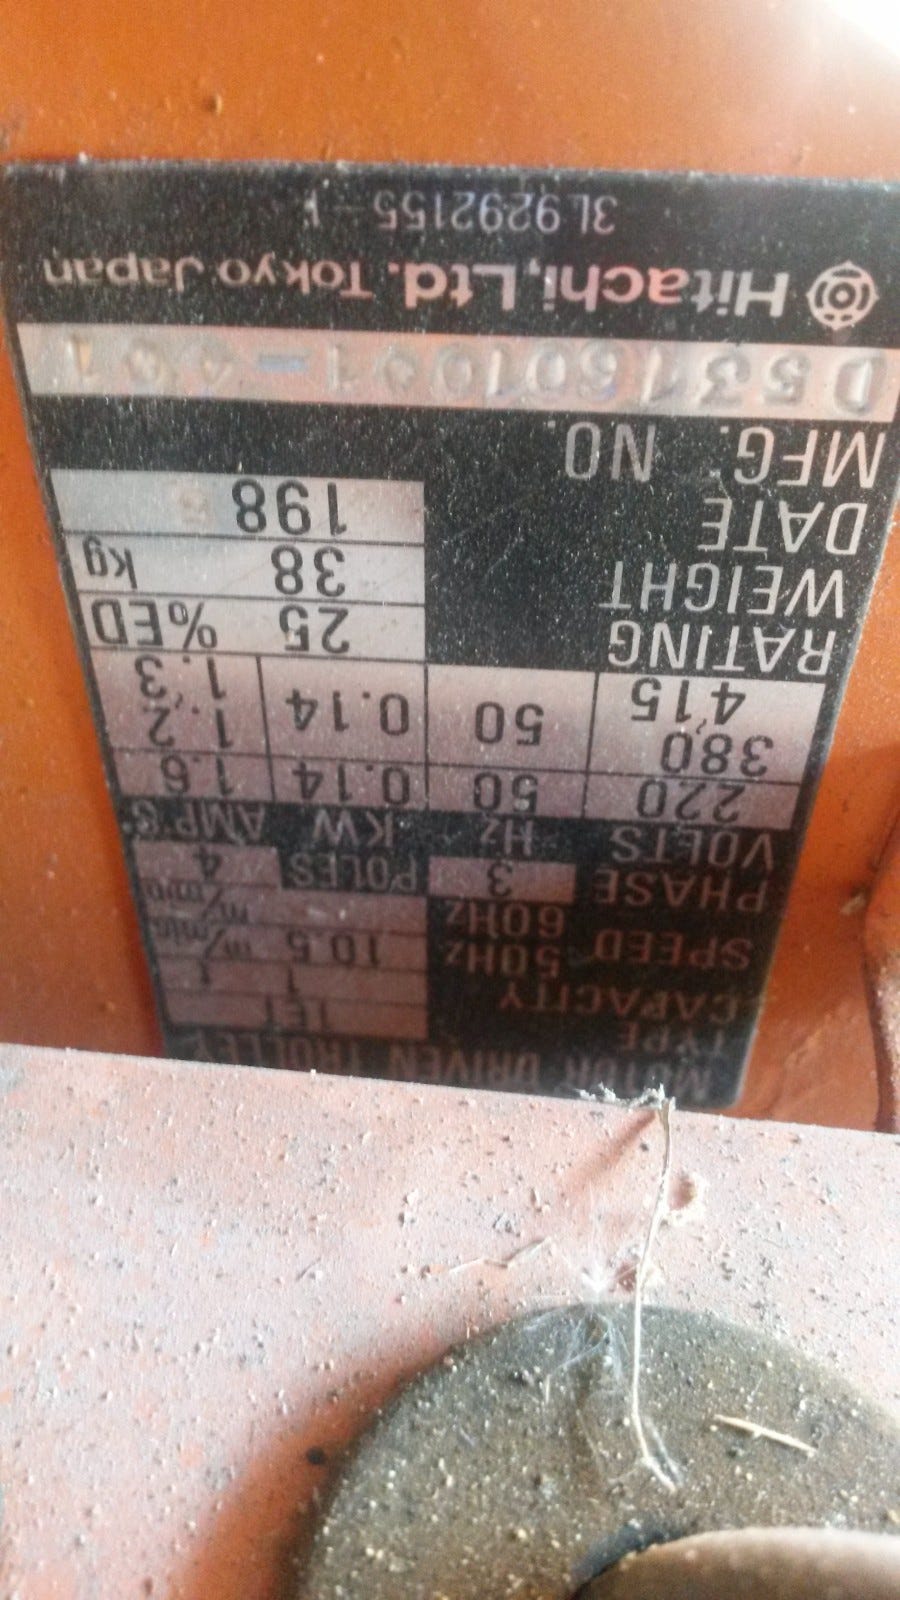 MOTOR DRIVEN TROLLEY
TYPE 1ET
CAPACITY 1 t
SPEED 50Hz 10.5 m/min
60Hz m/min
PHASE 3 POLES 4
VOLTS Hz KW AMP'S
220 50 0.14 1.6
380~415 50 0.14 1.2~1.3
RATING 25 %ED
WEIGHT 38 kg
DATE 198
MFG. NO.
Hitachi, Ltd. Tokyo Japan
3L9292155-